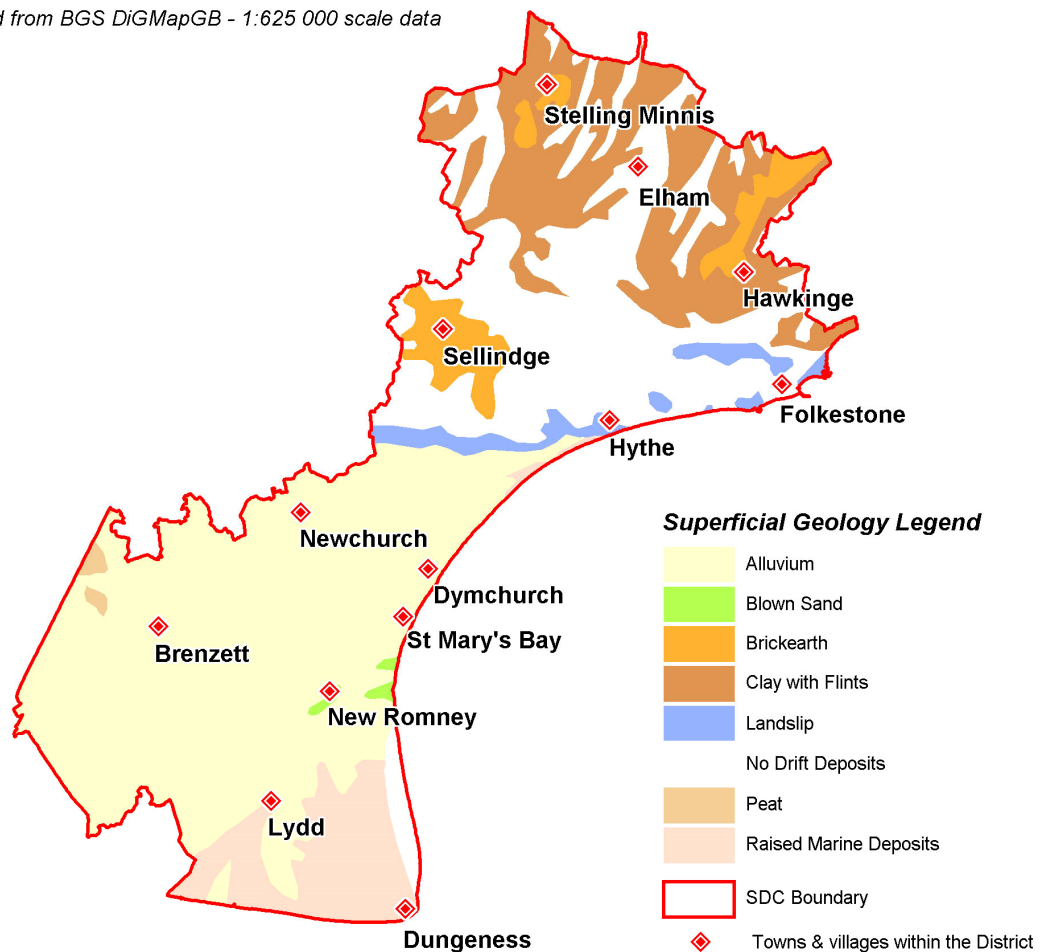 from BGS DiGMapGB - 1:625 000 scale data
Stelling Minnis
Elham
Hawkinge
Sellindge
Folkestone
Hythe
Newchurch
Dymchurch
St Mary's Bay
Brenzett
New Romney
Lydd
Dungeness
Superficial Geology Legend
Alluvium
Blown Sand
Brickearth
Clay with Flints
Landslip
No Drift Deposits
Peat
Raised Marine Deposits
SDC Boundary
Towns & villages within the District